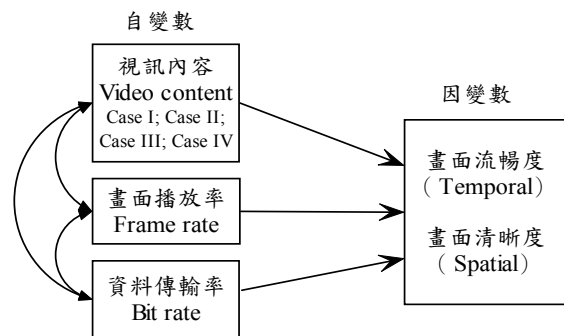 自變數
視訊內容
Video content
Case I; Case II;
Case III; Case IV
畫面播放率
Frame rate
資料傳輸率
Bit rate
因變數
畫面流暢度
( Temporal)
畫面清晰度
( Spatial)